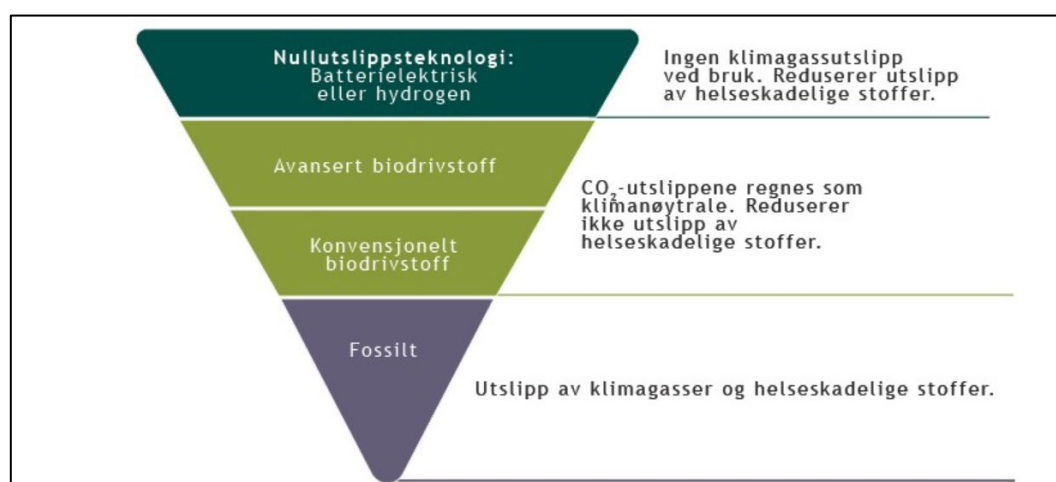 Nullutslippsteknologi:
Batterielektrisk
eller hydrogen
Ingen klimagassutslipp
ved bruk. Reduserer utslipp
av helseskadelige stoffer.
Avansert biodrivstoff
Konvensjonelt
biodrivstoff
CO₂-utslippene regnes som
klimanøytrale. Reduserer
ikke utslipp av
helseskadelige stoffer.
Fossilt
Utslipp av klimagasser og helseskadelige stoffer.